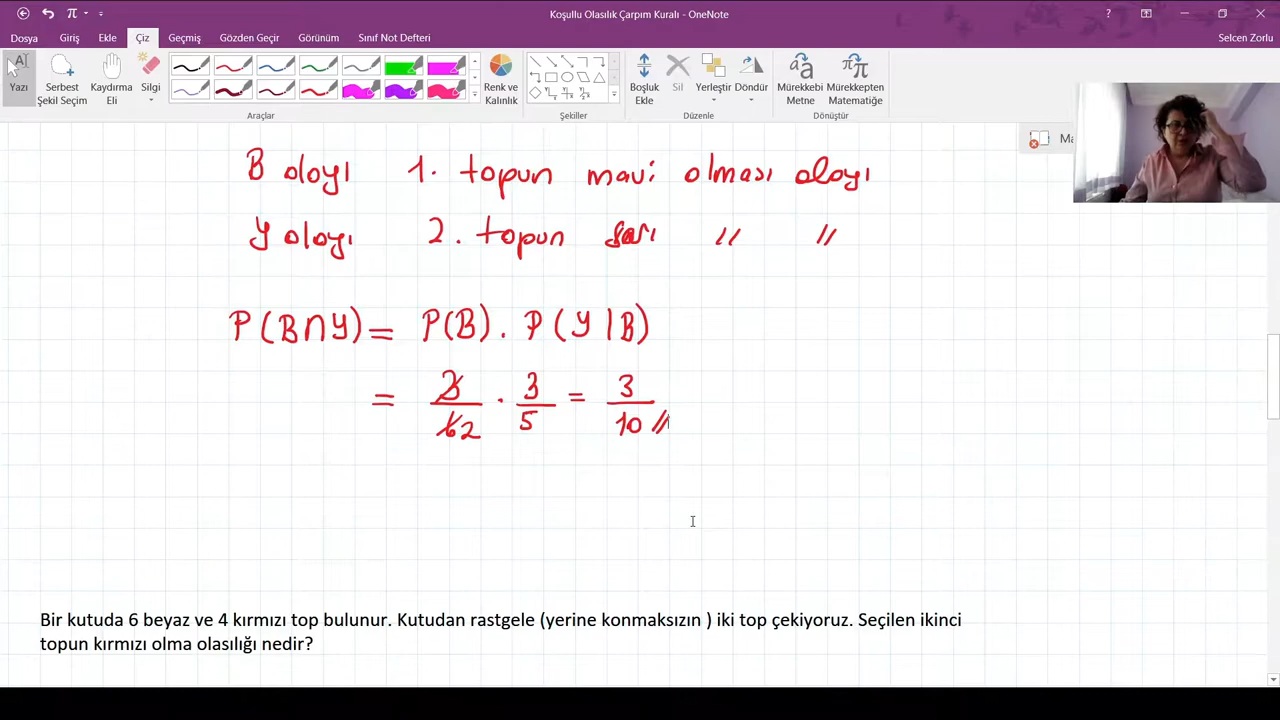 Koşullu Olasılık Çarpım Kuralı - OneNote
Dosya Giriş Ekle Çiz Geçmiş Gözden Geçir Görünüm Sınıf Not Defteri Selcen Zorlu
Yazı Serbest Şekil Seçim Kaydırma Eli Silgi Renk ve Kalınlık Boşluk Ekle Sil Yerleştir Döndür Mürekkebi Metne Mürekkepten Matematiğe
Araçlar Şekiller Düzenle Dönüştür
B olayı 1. topun mavi olması olayı
Y olayı 2. topun sarı // //
P(B∩Y) = P(B) . P(Y|B)
= 3/6 2 . 3/5 = 3/10 //
Bir kutuda 6 beyaz ve 4 kırmızı top bulunur. Kutudan rastgele (yerine konmaksızın ) iki top çekiyoruz. Seçilen ikinci
topun kırmızı olma olasılığı nedir?